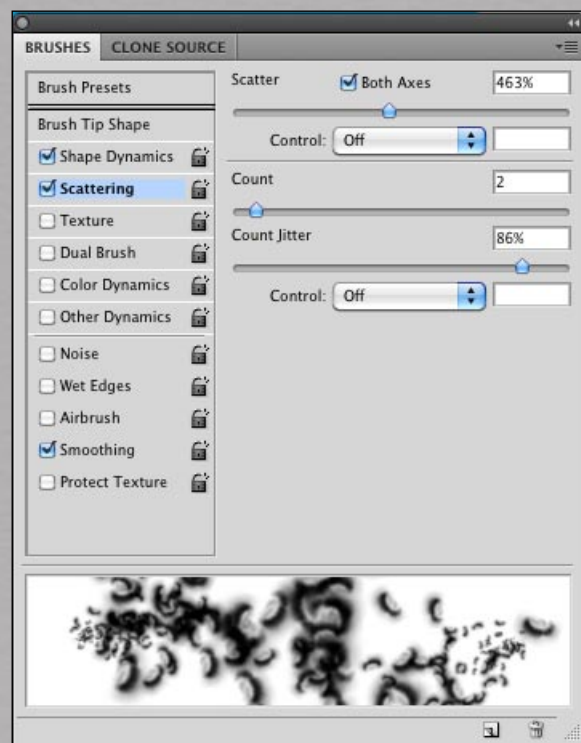 BRUSHES CLONE SOURCE
Brush Presets
Brush Tip Shape
Shape Dynamics
Scattering
Texture
Dual Brush
Color Dynamics
Other Dynamics
Noise
Wet Edges
Airbrush
Smoothing
Protect Texture
Scatter Both Axes 463%
Control: Off
Count 2
Count Jitter 86%
Control: Off